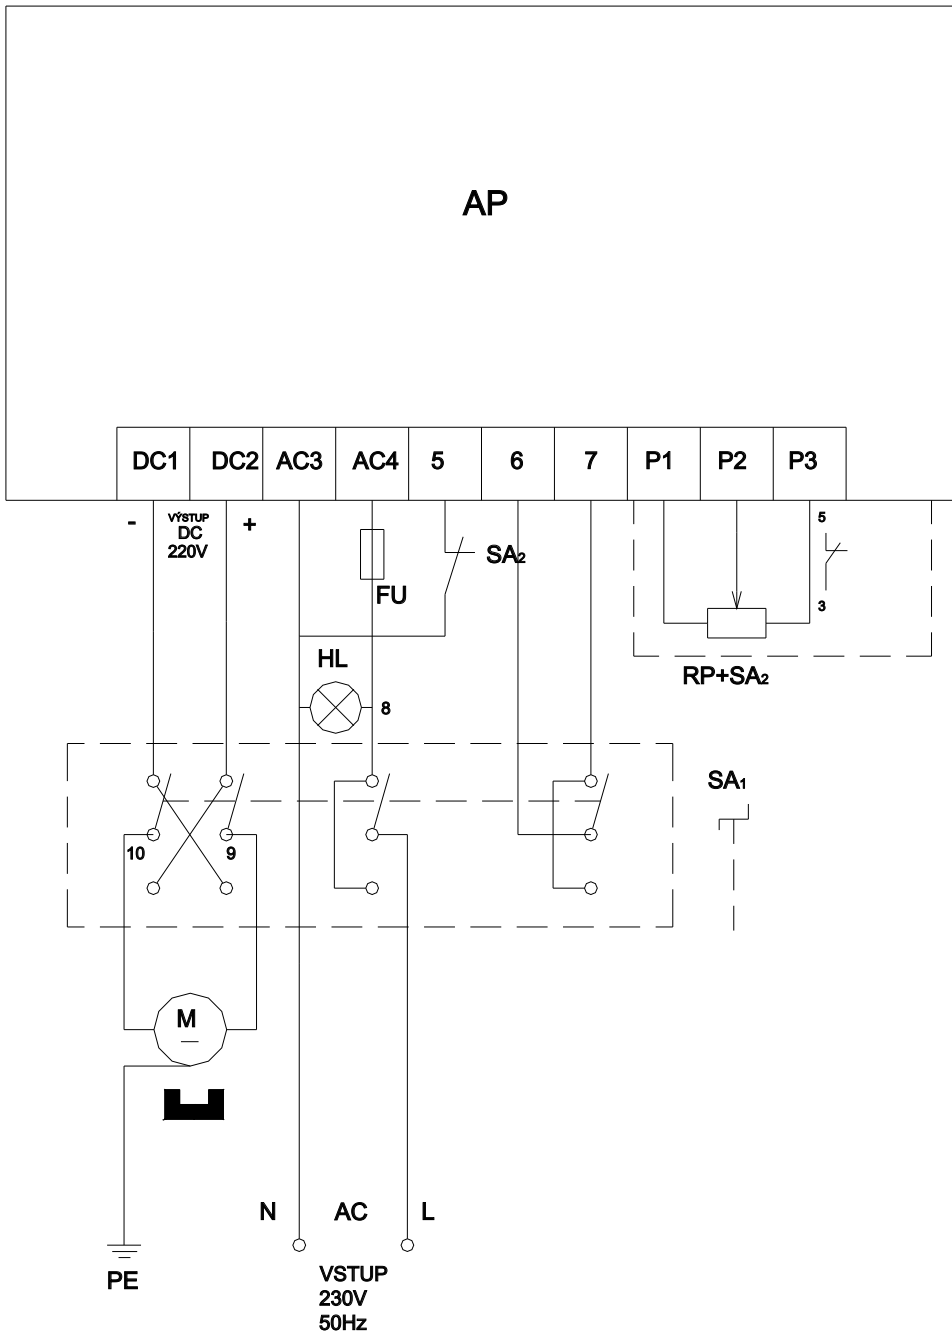 AP
DC1 DC2 AC3 AC4 5 6 7 P1 P2 P3
- VÝSTUP +
DC
220V
5
SA2
FU
3
HL
RP+SA2
8
SA1
10 9
M
N AC L
PE
VSTUP
230V
50Hz